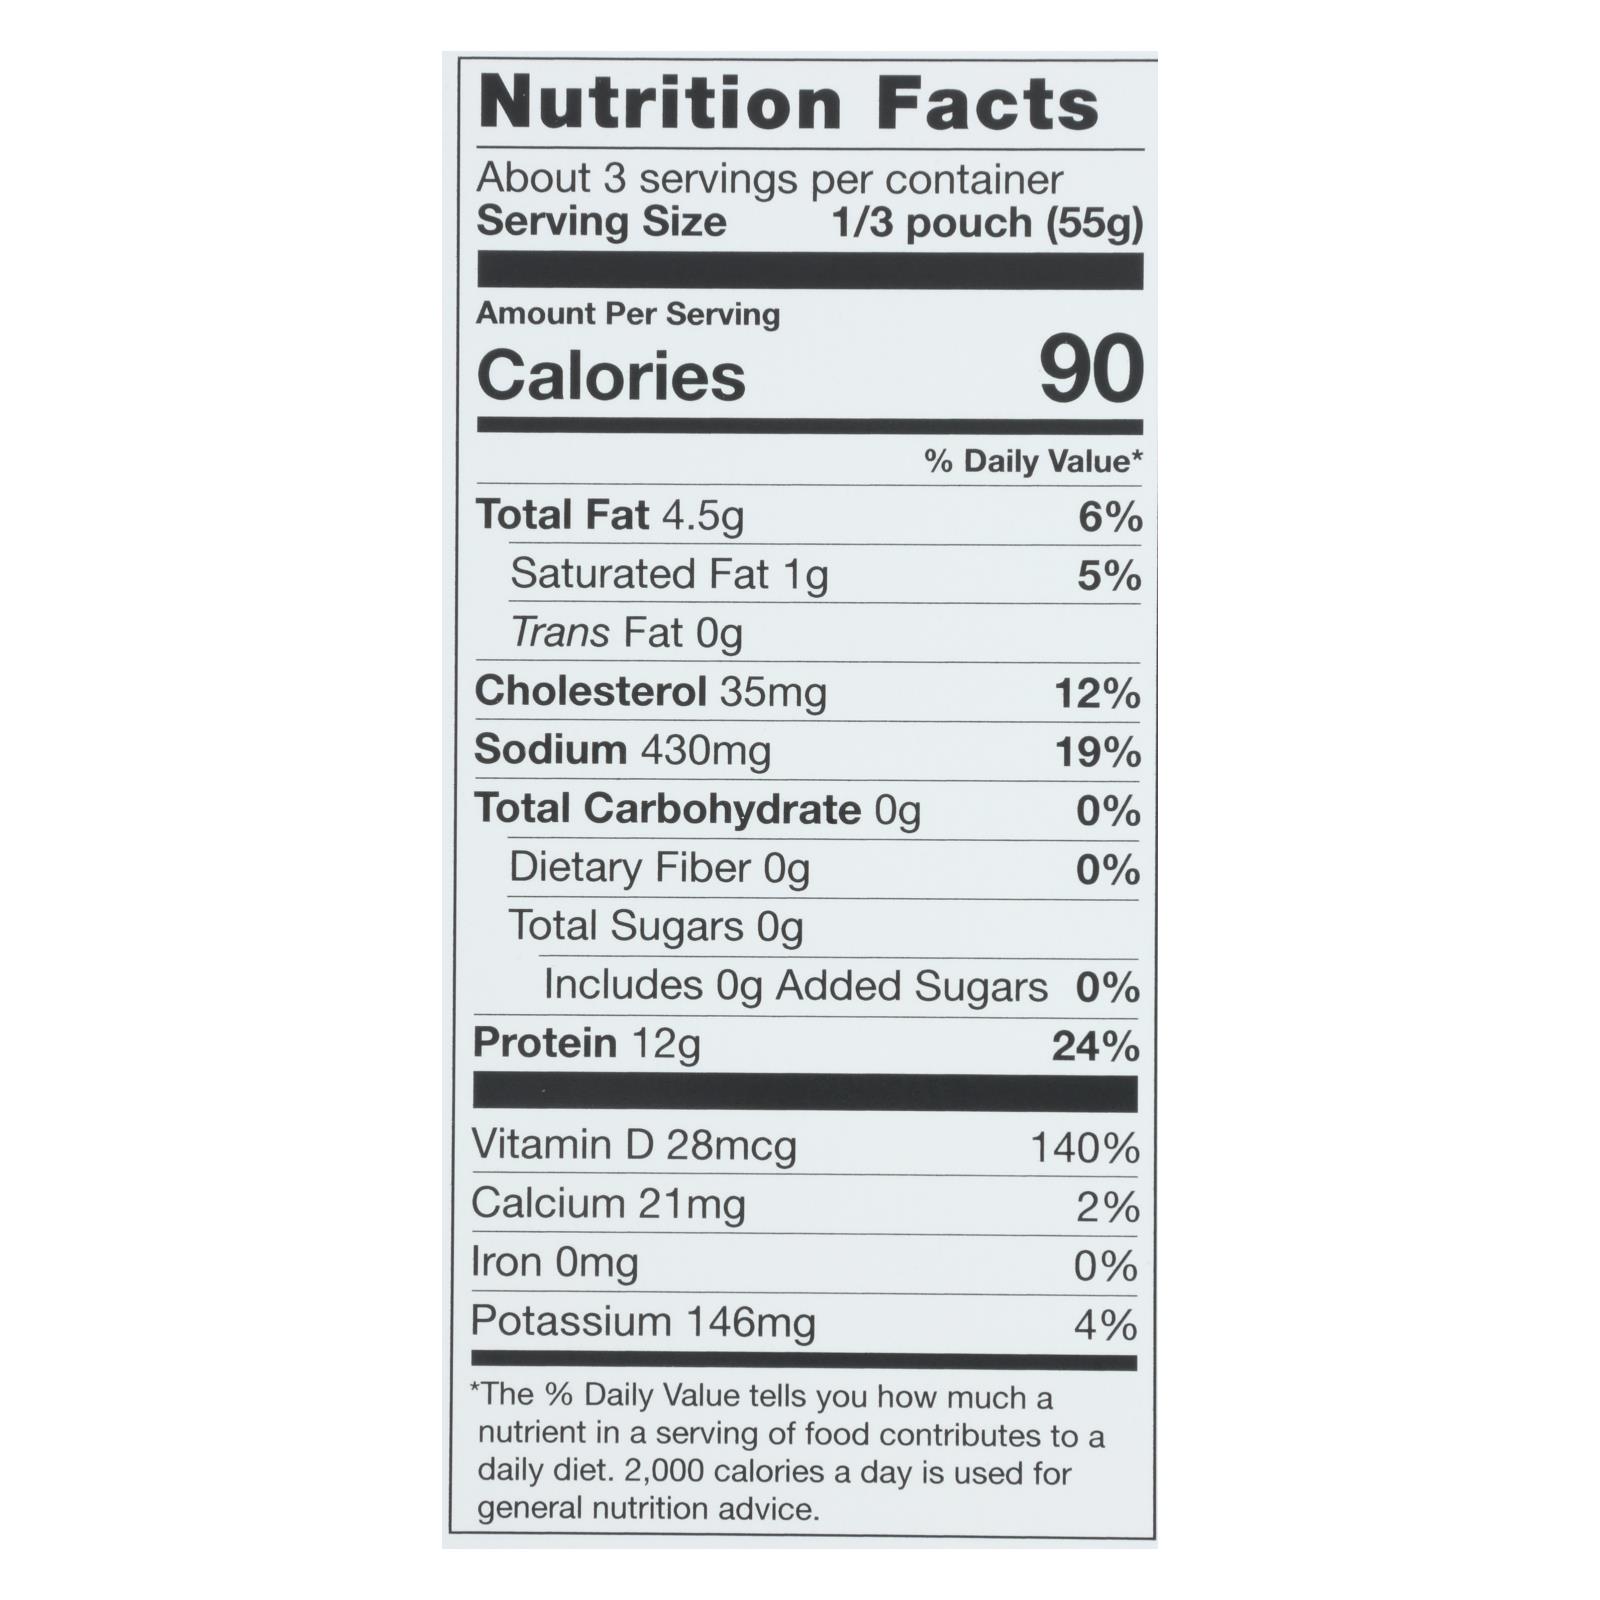 Nutrition Facts
About 3 servings per container
Serving Size 1/3 pouch (55g)
Amount Per Serving
Calories 90
% Daily Value*
Total Fat 4.5g 6%
Saturated Fat 1g 5%
Trans Fat 0g
Cholesterol 35mg 12%
Sodium 430mg 19%
Total Carbohydrate 0g 0%
Dietary Fiber 0g 0%
Total Sugars 0g
Includes 0g Added Sugars 0%
Protein 12g 24%
Vitamin D 28mcg 140%
Calcium 21mg 2%
Iron 0mg 0%
Potassium 146mg 4%
*The % Daily Value tells you how much a
nutrient in a serving of food contributes to a
daily diet. 2,000 calories a day is used for
general nutrition advice.